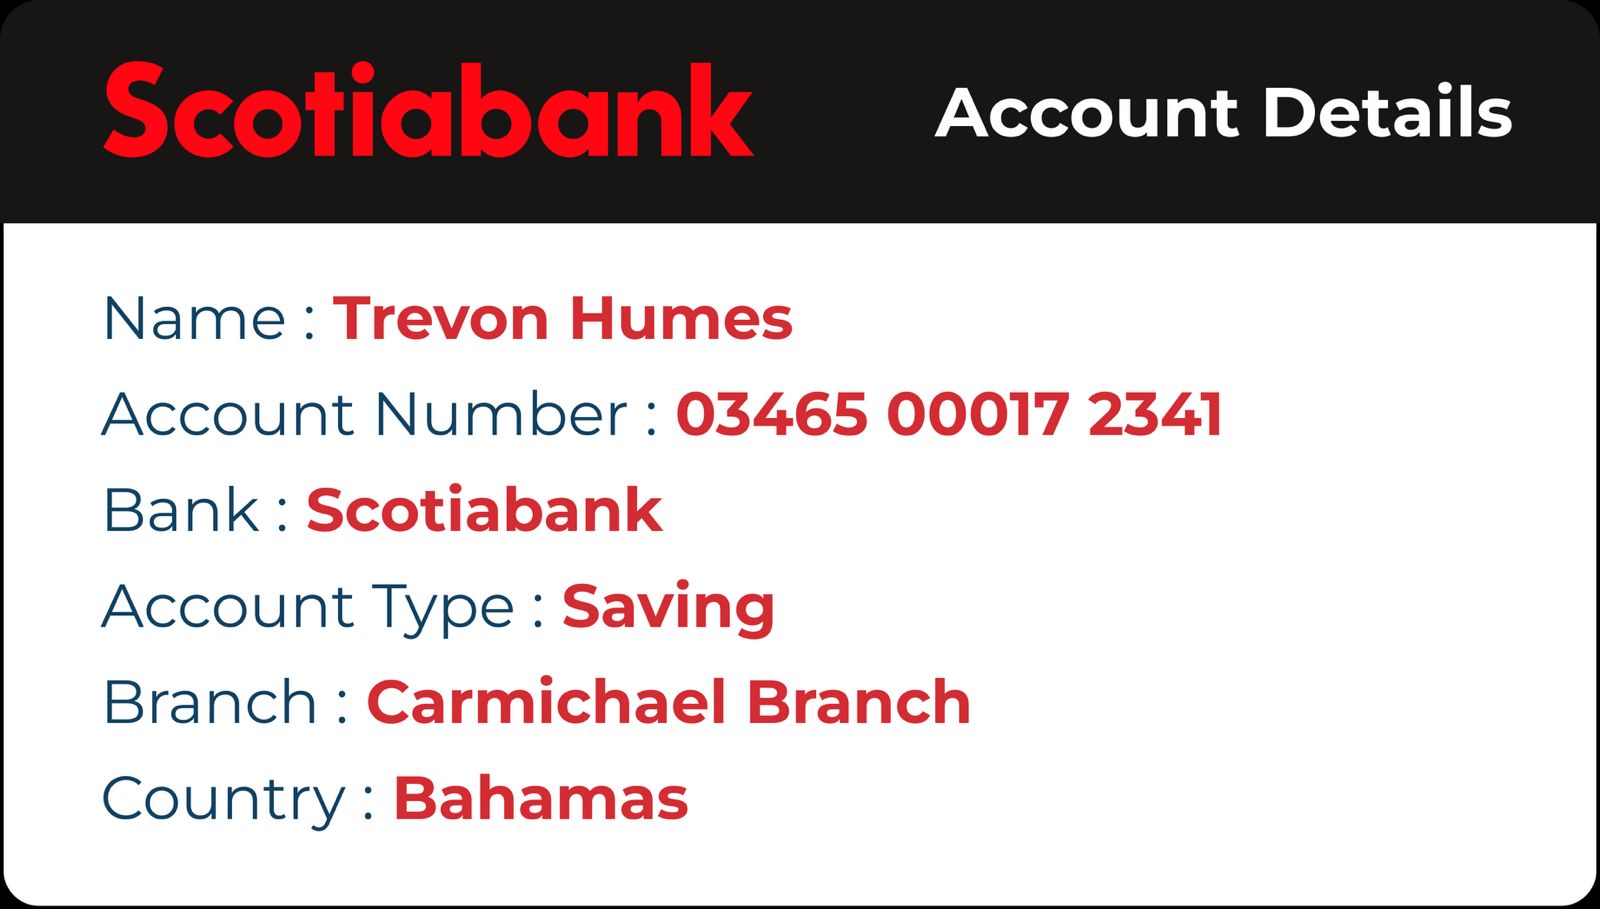 Scotiabank
Account Details
Name : Trevon Humes
Account Number : 03465 00017 2341
Bank : Scotiabank
Account Type : Saving
Branch : Carmichael Branch
Country : Bahamas